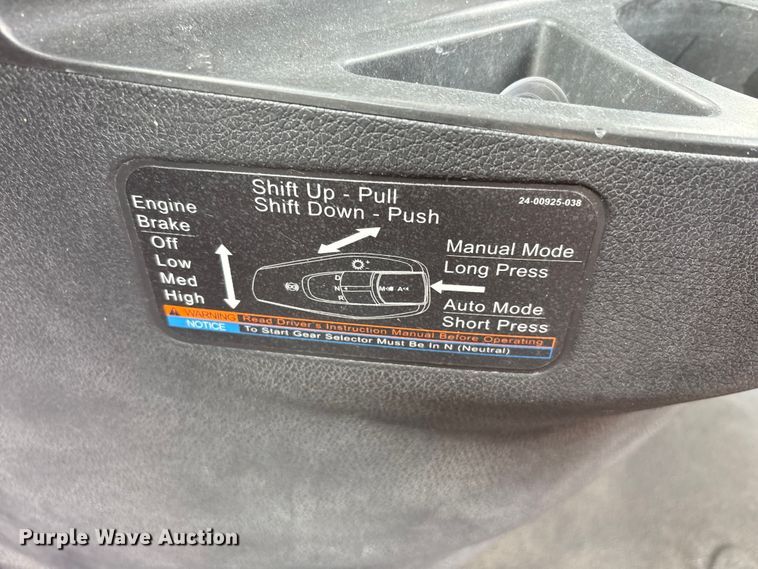 Shift Up - Pull
Shift Down - Push
24-00925-038
Engine
Brake
Off
Low
Med
High
D
N
R
M
A
Manual Mode
Long Press
Auto Mode
Short Press
WARNING Read Driver's Instruction Manual Before Operating
NOTICE To Start Gear Selector Must Be In N (Neutral)
Purple Wave Auction®